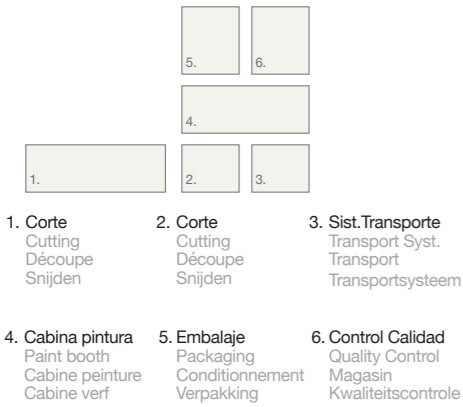 5.
6.
4.
1.
2.
3.
1. Corte
Cutting
Découpe
Snijden
2. Corte
Cutting
Découpe
Snijden
3. Sist.Transporte
Transport Syst.
Transport
Transportsysteem
4. Cabina pintura
Paint booth
Cabine peinture
Cabine verf
5. Embalaje
Packaging
Conditionnement
Verpakking
6. Control Calidad
Quality Control
Magasin
Kwaliteitscontrole